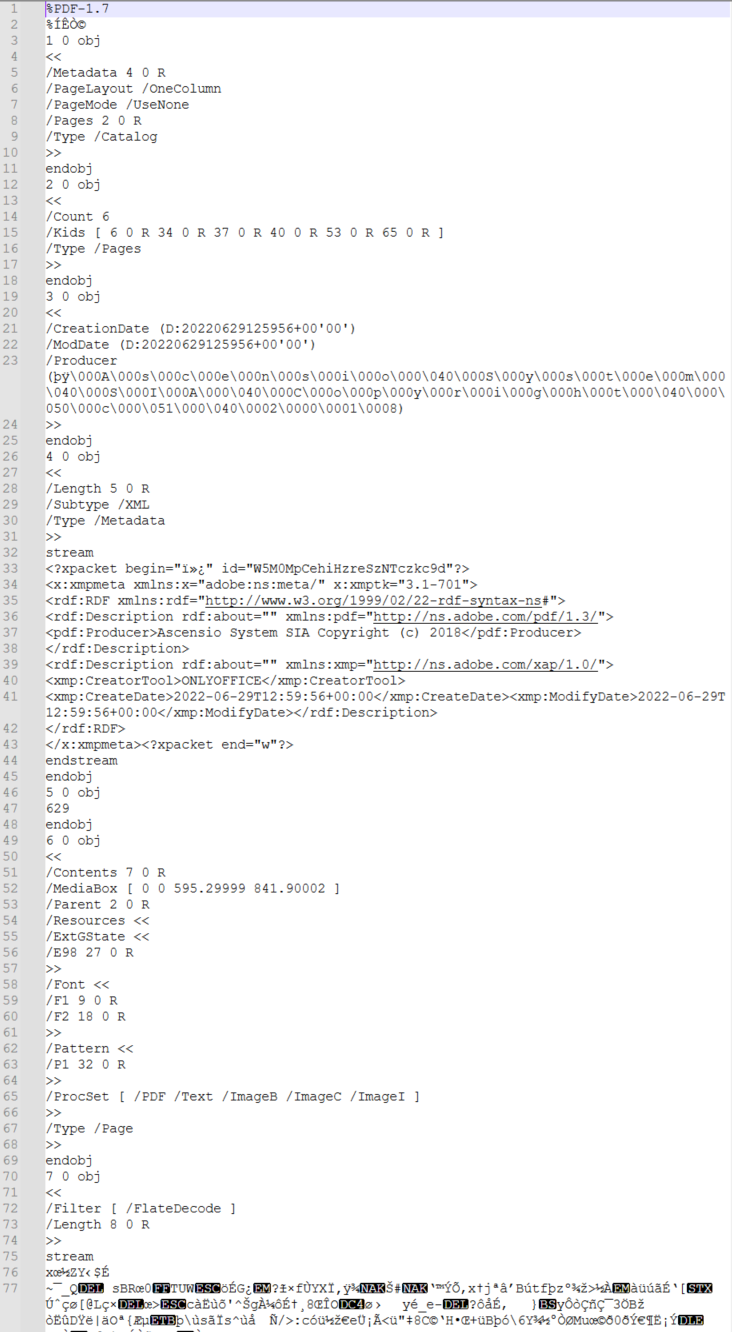 1 %PDF-1.7
2 %ÍÊÒ©
3 1 0 obj
4 <<
5 /Metadata 4 0 R
6 /PageLayout /OneColumn
7 /PageMode /UseNone
8 /Pages 2 0 R
9 /Type /Catalog
10 >>
11 endobj
12 2 0 obj
13 <<
14 /Count 6
15 /Kids [ 6 0 R 34 0 R 37 0 R 40 0 R 53 0 R 65 0 R ]
16 /Type /Pages
17 >>
18 endobj
19 3 0 obj
20 <<
21 /CreationDate (D:20220629125956+00'00')
22 /ModDate (D:20220629125956+00'00')
23 /Producer
(þÿ\000A\000s\000c\000e\000n\000s\000i\000o\000\040\000S\000y\000s\000t\000e\000m\000
\040\000S\000I\000A\000\040\000C\000o\000p\000y\000r\000i\000g\000h\000t\000\040\000\
050\000c\000\051\000\040\0002\0000\0001\0008)
24 >>
25 endobj
26 4 0 obj
27 <<
28 /Length 5 0 R
29 /Subtype /XML
30 /Type /Metadata
31 >>
32 stream
33 <?xpacket begin="ï»¿" id="W5M0MpCehiHzreSzNTczkc9d"?>
34 <x:xmpmeta xmlns:x="adobe:ns:meta/" x:xmptk="3.1-701">
35 <rdf:RDF xmlns:rdf="http://www.w3.org/1999/02/22-rdf-syntax-ns#">
36 <rdf:Description rdf:about="" xmlns:pdf="http://ns.adobe.com/pdf/1.3/">
37 <pdf:Producer>Ascensio System SIA Copyright (c) 2018</pdf:Producer>
38 </rdf:Description>
39 <rdf:Description rdf:about="" xmlns:xmp="http://ns.adobe.com/xap/1.0/">
40 <xmp:CreatorTool>ONLYOFFICE</xmp:CreatorTool>
41 <xmp:CreateDate>2022-06-29T12:59:56+00:00</xmp:CreateDate><xmp:ModifyDate>2022-06-29T
12:59:56+00:00</xmp:ModifyDate></rdf:Description>
42 </rdf:RDF>
43 </x:xmpmeta><?xpacket end="w"?>
44 endstream
45 endobj
46 5 0 obj
47 629
48 endobj
49 6 0 obj
50 <<
51 /Contents 7 0 R
52 /MediaBox [ 0 0 595.29999 841.90002 ]
53 /Parent 2 0 R
54 /Resources <<
55 /ExtGState <<
56 /E98 27 0 R
57 >>
58 /Font <<
59 /F1 9 0 R
60 /F2 18 0 R
61 >>
62 /Pattern <<
63 /P1 32 0 R
64 >>
65 /ProcSet [ /PDF /Text /ImageB /ImageC /ImageI ]
66 >>
67 /Type /Page
68 >>
69 endobj
70 7 0 obj
71 <<
72 /Filter [ /FlateDecode ]
73 /Length 8 0 R
74 >>
75 stream
76
77